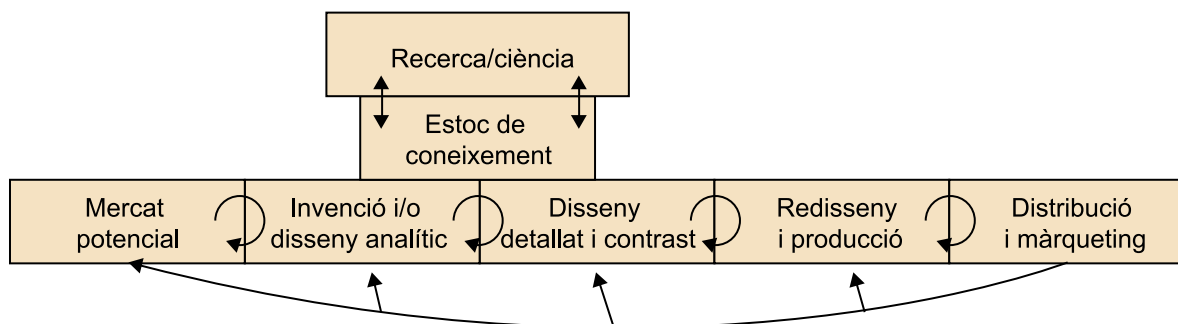 Recerca/ciència
Estoc de
coneixement
Mercat
potencial
Invenció i/o
disseny analític
Disseny
detallat i contrast
Redisseny
i producció
Distribució
i màrqueting